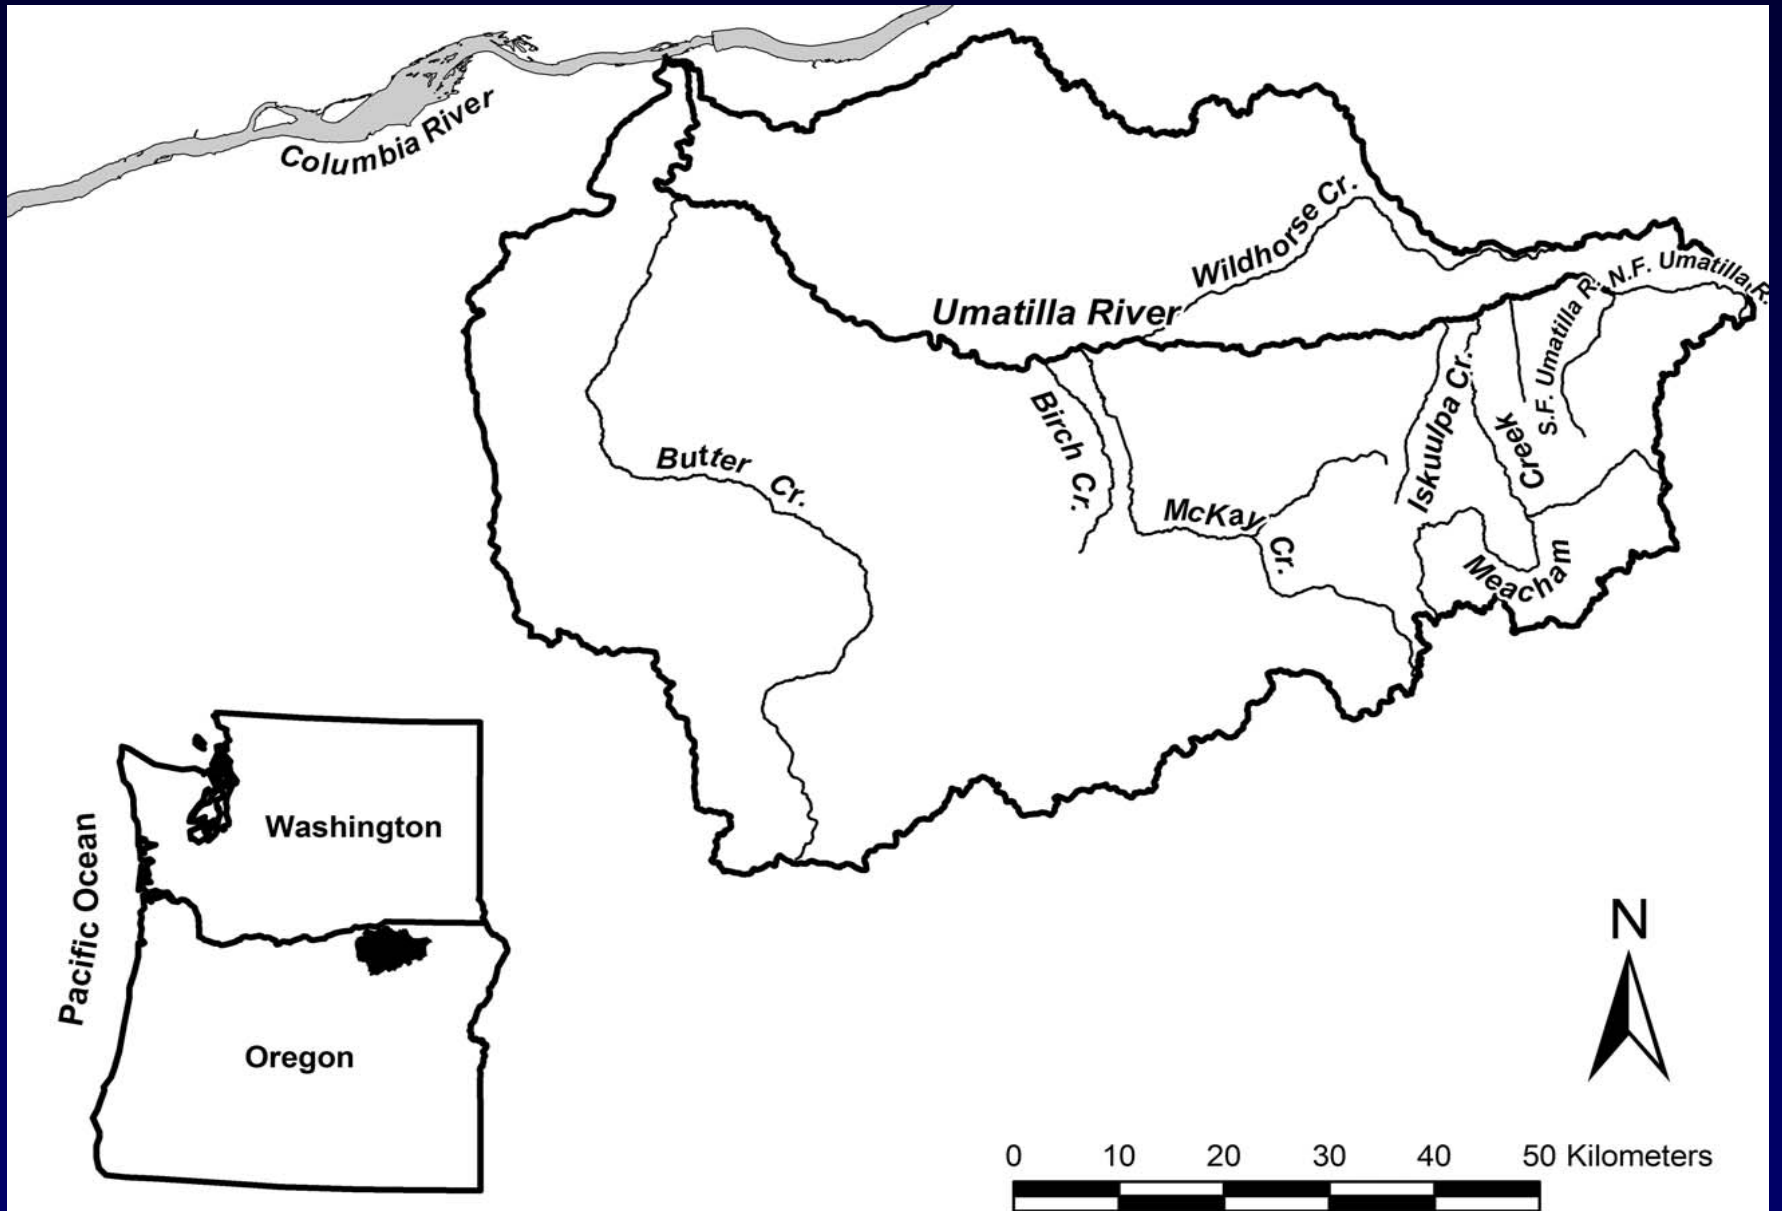 Columbia River
Wildhorse Cr.
N.F. Umatilla R.
Umatilla River
S.F. Umatilla R.
Birch Cr.
Iskuulpa Cr.
Butter Cr.
McKay Cr.
Meacham Creek
Washington
Pacific Ocean
Oregon
N
0 10 20 30 40 50 Kilometers